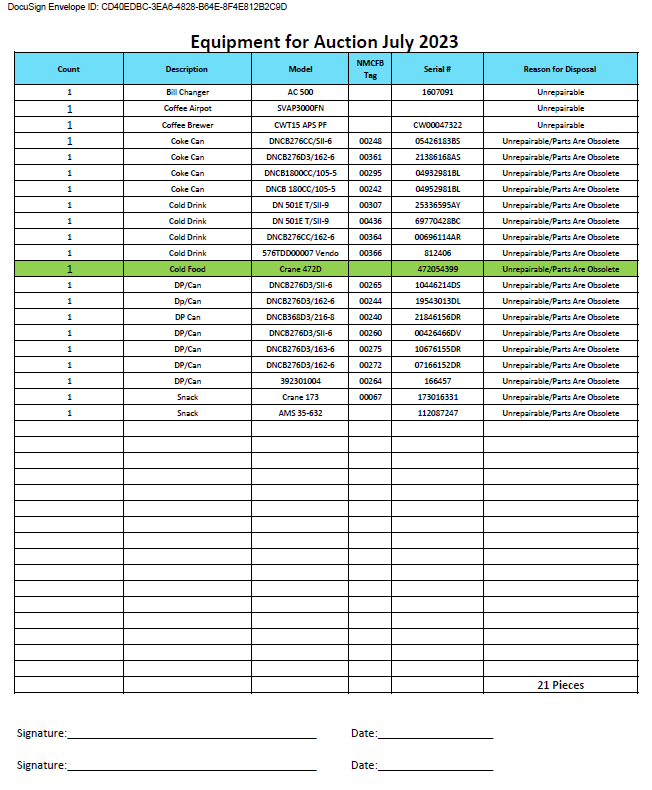 DocuSign Envelope ID: CD40EDBC-3EA6-4828-B64E-8F4E812B2C9D
Equipment for Auction July 2023
Count Description Model NMCFB Tag Serial # Reason for Disposal
1 Bill Changer AC 500 1607091 Unrepairable
1 Coffee Airpot SVAP3000FN Unrepairable
1 Coffee Brewer CWT15 APS PF CW00047322 Unrepairable
1 Coke Can DNCB276CC/SII-6 00248 05426183BS Unrepairable/Parts Are Obsolete
1 Coke Can DNCB276D3/162-6 00361 21386168AS Unrepairable/Parts Are Obsolete
1 Coke Can DNCB1800CC/105-5 00295 04932981BL Unrepairable/Parts Are Obsolete
1 Coke Can DNCB 180CC/105-5 00242 04952981BL Unrepairable/Parts Are Obsolete
1 Cold Drink DN 501E T/SII-9 00307 25336595AY Unrepairable/Parts Are Obsolete
1 Cold Drink DN 501E T/SII-9 00436 69770428BC Unrepairable/Parts Are Obsolete
1 Cold Drink DNCB276CC/162-6 00364 00696114AR Unrepairable/Parts Are Obsolete
1 Cold Drink 576TDD00007 Vendo 00366 812406 Unrepairable/Parts Are Obsolete
1 Cold Food Crane 472D 472054399 Unrepairable/Parts Are Obsolete
1 DP/Can DNCB276D3/SII-6 00265 10446214DS Unrepairable/Parts Are Obsolete
1 Dp/Can DNCB276D3/162-6 00244 19543013DL Unrepairable/Parts Are Obsolete
1 DP Can DNCB368D3/216-8 00240 21846156DR Unrepairable/Parts Are Obsolete
1 DP/Can DNCB276D3/SII-6 00260 00426466DV Unrepairable/Parts Are Obsolete
1 DP/Can DNCB276D3/163-6 00275 10676155DR Unrepairable/Parts Are Obsolete
1 DP/Can DNCB276D3/162-6 00272 07166152DR Unrepairable/Parts Are Obsolete
1 DP/Can 392301004 00264 166457 Unrepairable/Parts Are Obsolete
1 Snack Crane 173 00067 173016331 Unrepairable/Parts Are Obsolete
1 Snack AMS 35-632 112087247 Unrepairable/Parts Are Obsolete
21 Pieces
Signature: Date:
Signature: Date: